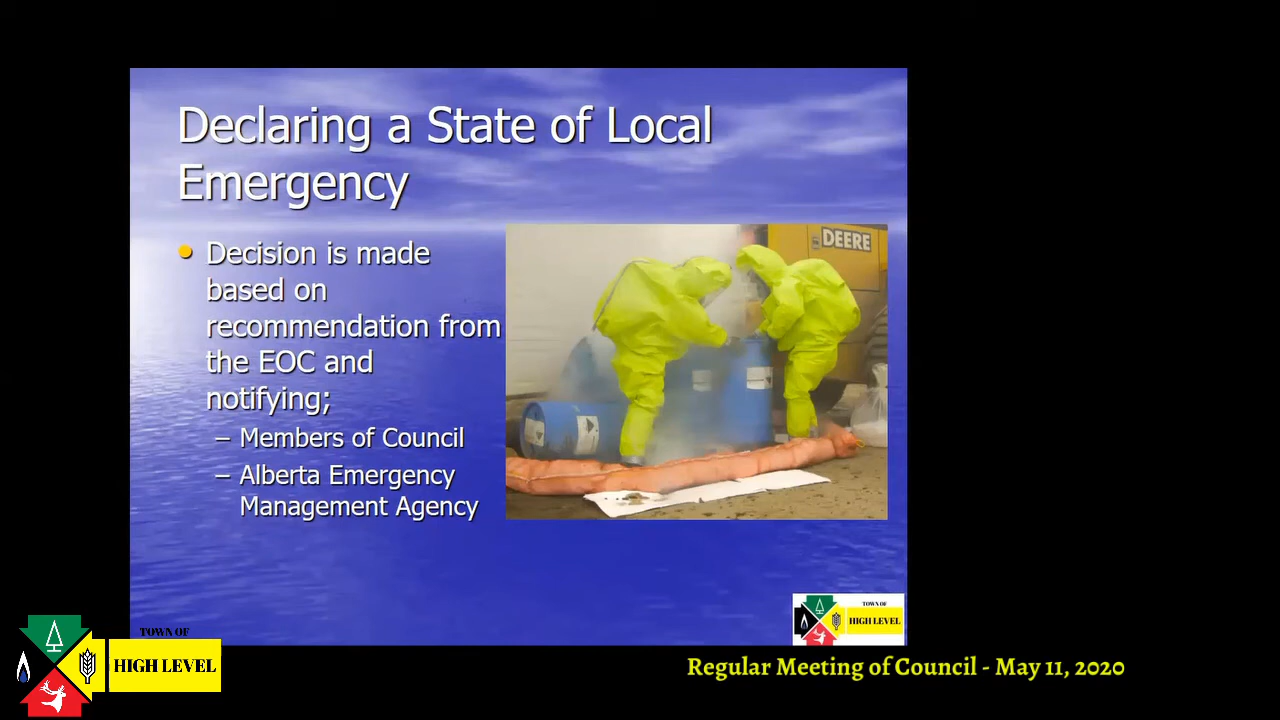 Declaring a State of Local
Emergency
Decision is made
based on
recommendation from
the EOC and
notifying;
– Members of Council
– Alberta Emergency
Management Agency
DEERE
TOWN OF
HIGH LEVEL
TOWN OF
HIGH LEVEL
Regular Meeting of Council - May 11, 2020